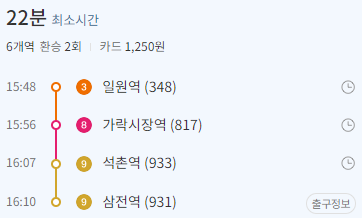 22분 최소시간
6개역 환승 2회 카드 1,250원
15:48 3 일원역 (348)
15:56 8 가락시장역 (817)
16:07 9 석촌역 (933)
16:10 9 삼전역 (931) 출구정보